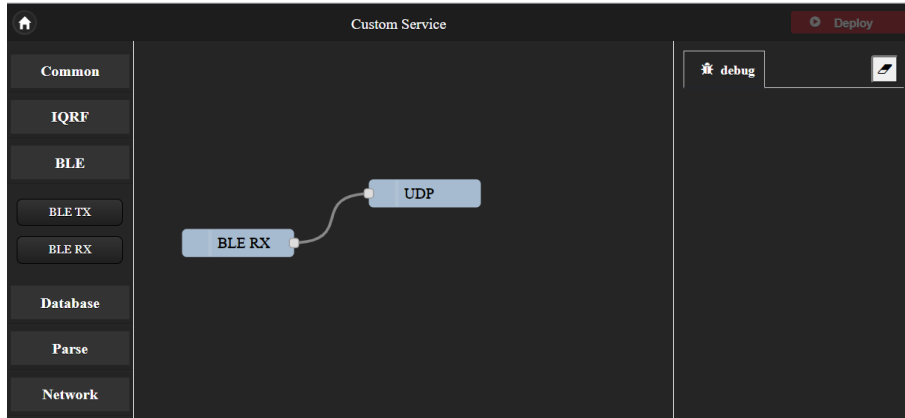 Custom Service
Deploy
Common
IQRF
BLE
BLE TX
BLE RX
Database
Parse
Network
UDP
BLE RX
debug